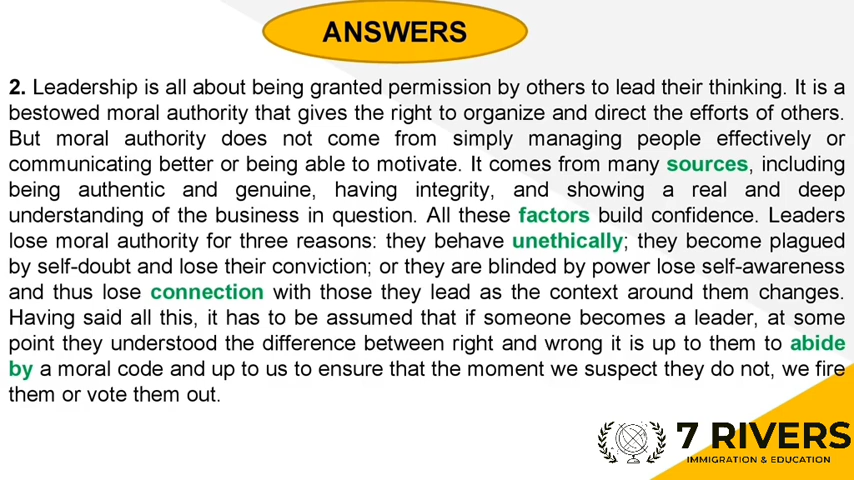 ANSWERS
2. Leadership is all about being granted permission by others to lead their thinking. It is a
bestowed moral authority that gives the right to organize and direct the efforts of others.
But moral authority does not come from simply managing people effectively or
communicating better or being able to motivate. It comes from many sources, including
being authentic and genuine, having integrity, and showing a real and deep
understanding of the business in question. All these factors build confidence. Leaders
lose moral authority for three reasons: they behave unethically; they become plagued
by self-doubt and lose their conviction; or they are blinded by power lose self-awareness
and thus lose connection with those they lead as the context around them changes.
Having said all this, it has to be assumed that if someone becomes a leader, at some
point they understood the difference between right and wrong it is up to them to abide
by a moral code and up to us to ensure that the moment we suspect they do not, we fire
them or vote them out.
7 RIVERS
IMMIGRATION & EDUCATION